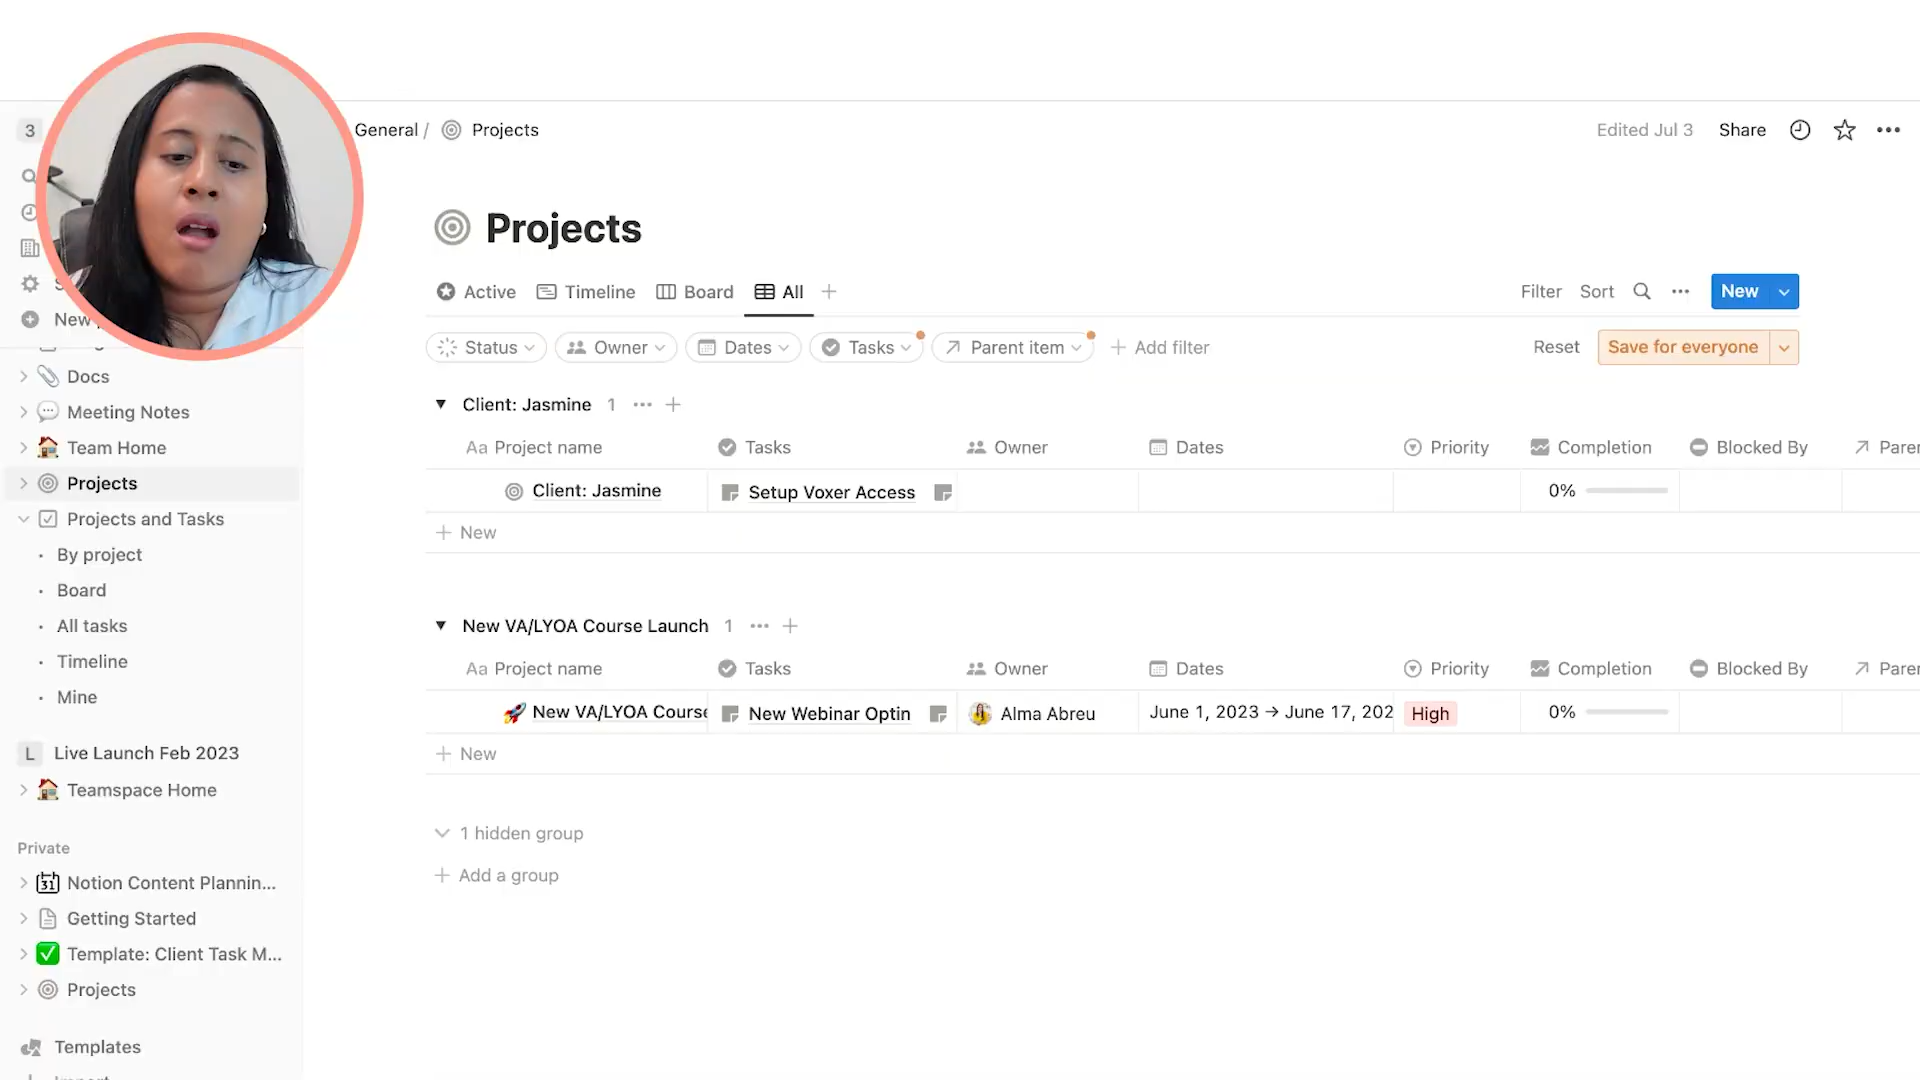 3
General / Projects
Edited Jul 3 Share
Projects
Active Timeline Board All
Filter Sort New
Status Owner Dates Tasks Parent item Add filter
Reset Save for everyone
New
Docs
Meeting Notes
Team Home
Projects
Projects and Tasks
By project
Board
All tasks
Timeline
Mine
L Live Launch Feb 2023
Teamspace Home
Private
31 Notion Content Plannin...
Getting Started
Template: Client Task M...
Projects
Templates
Import
Client: Jasmine 1
Aa Project name Tasks Owner Dates Priority Completion Blocked By Parer
Client: Jasmine Setup Voxer Access 0%
New
New VA/LYOA Course Launch 1
Aa Project name Tasks Owner Dates Priority Completion Blocked By Parer
New VA/LYOA Course New Webinar Optin Alma Abreu June 1, 2023 → June 17, 202 High 0%
New
1 hidden group
Add a group